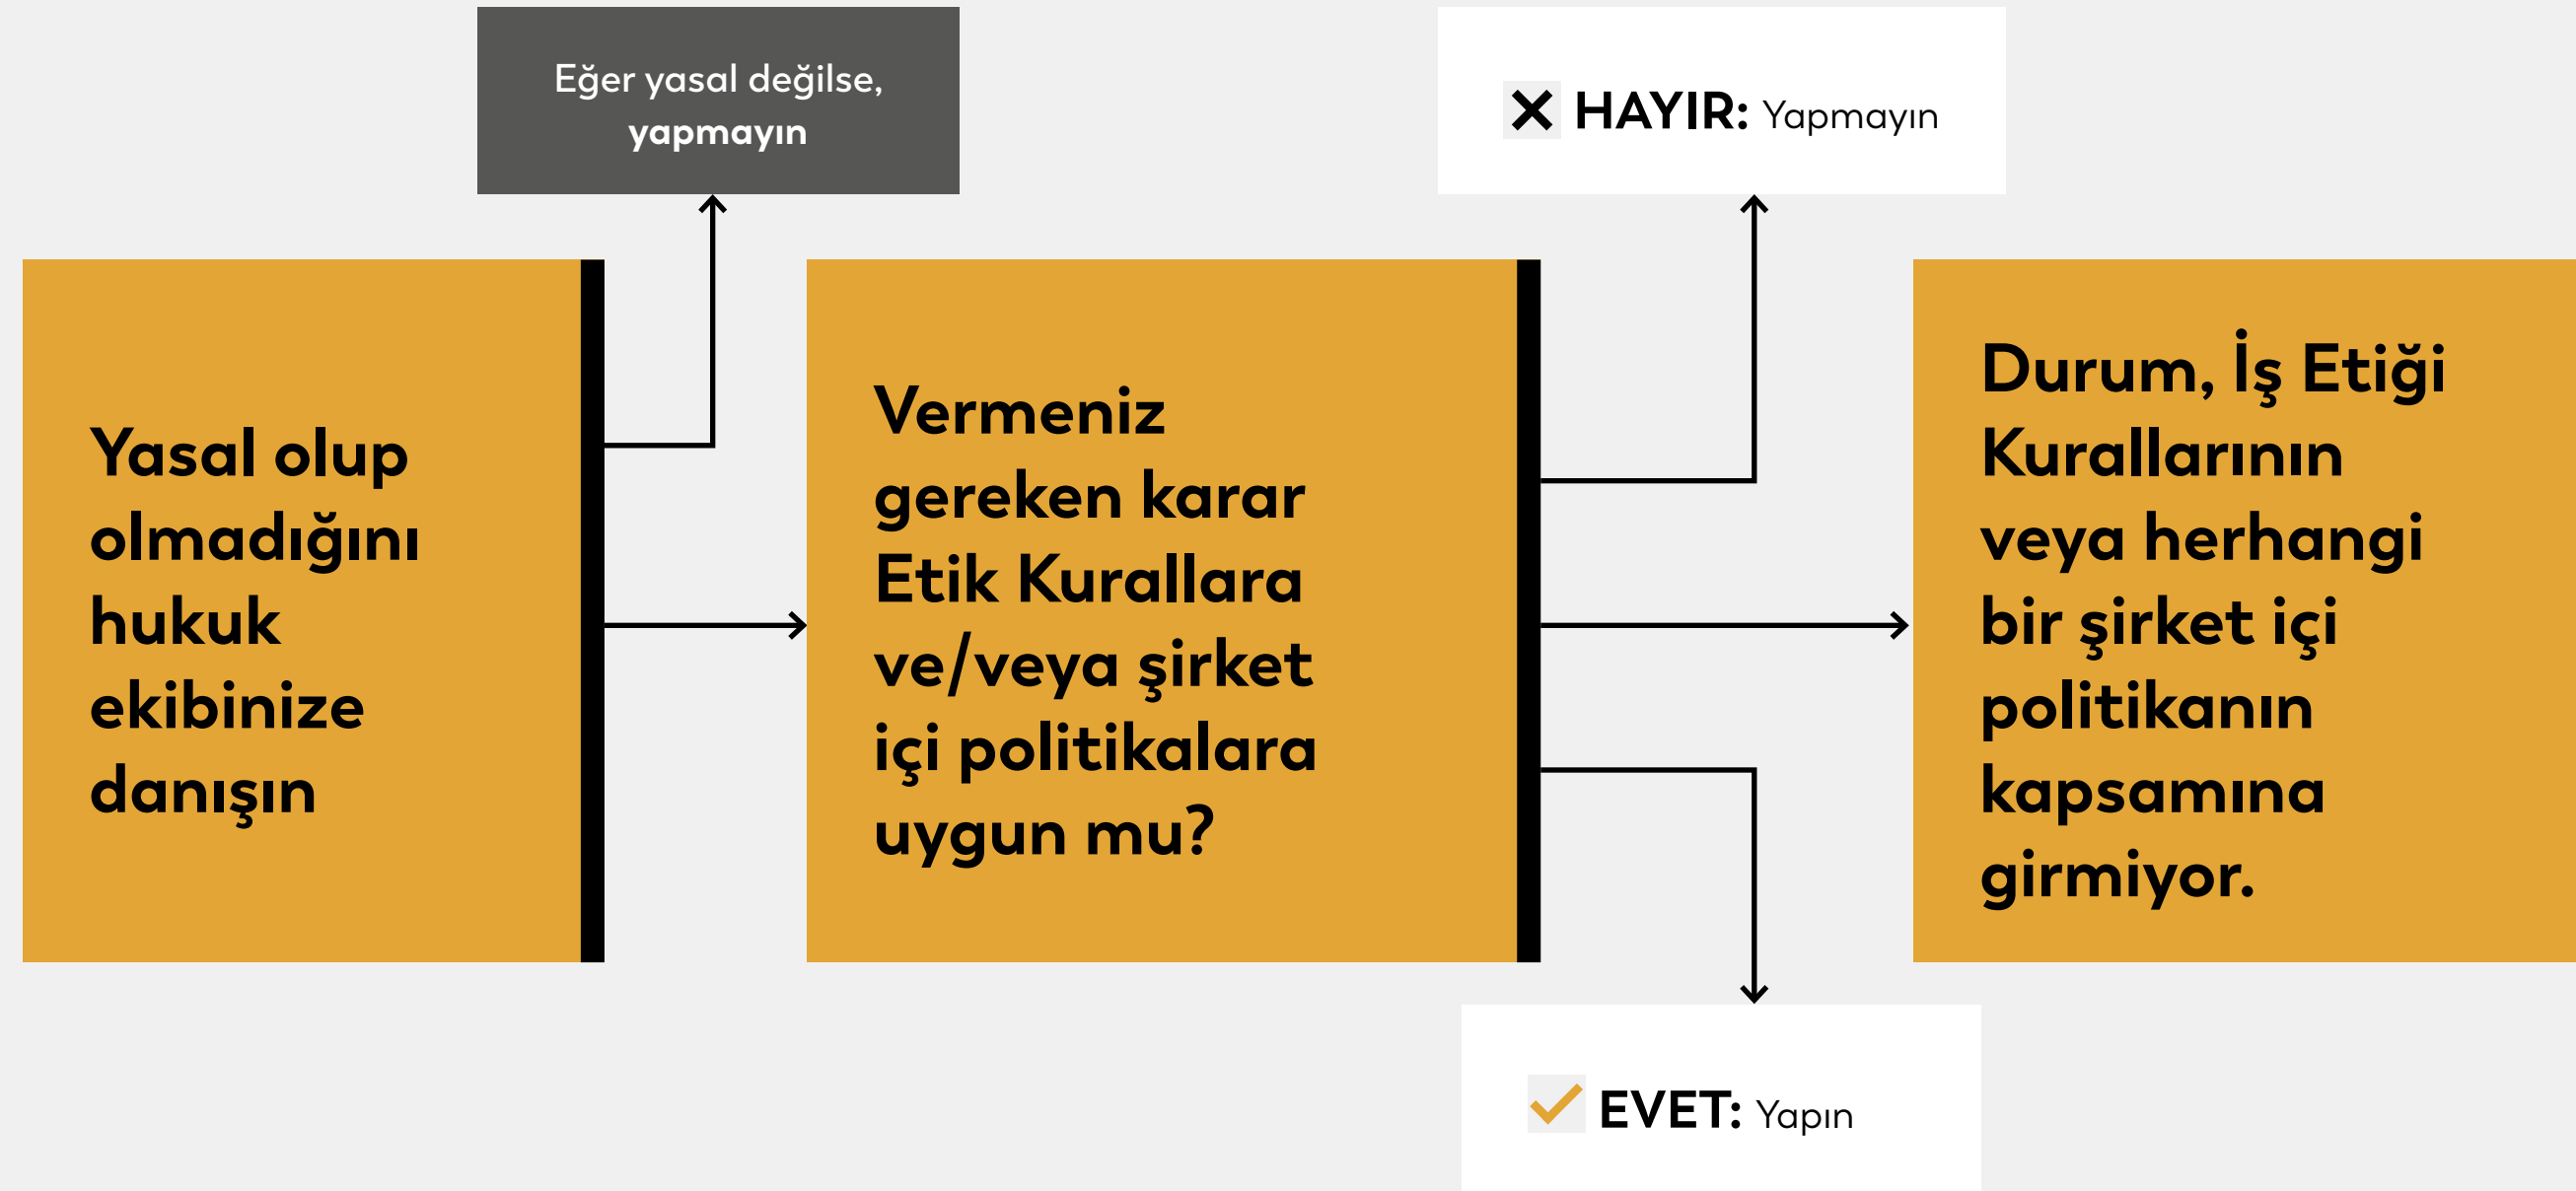 Eğer yasal değilse,
yapmayın
HAYIR: Yapmayın
Yasal olup
olmadığını
hukuk
ekibinize
danışın
Vermeniz
gereken karar
Etik Kurallara
ve/veya şirket
içi politikalara
uygun mu?
Durum, İş Etiği
Kurallarının
veya herhangi
bir şirket içi
politikanın
kapsamına
girmiyor.
EVET: Yapın